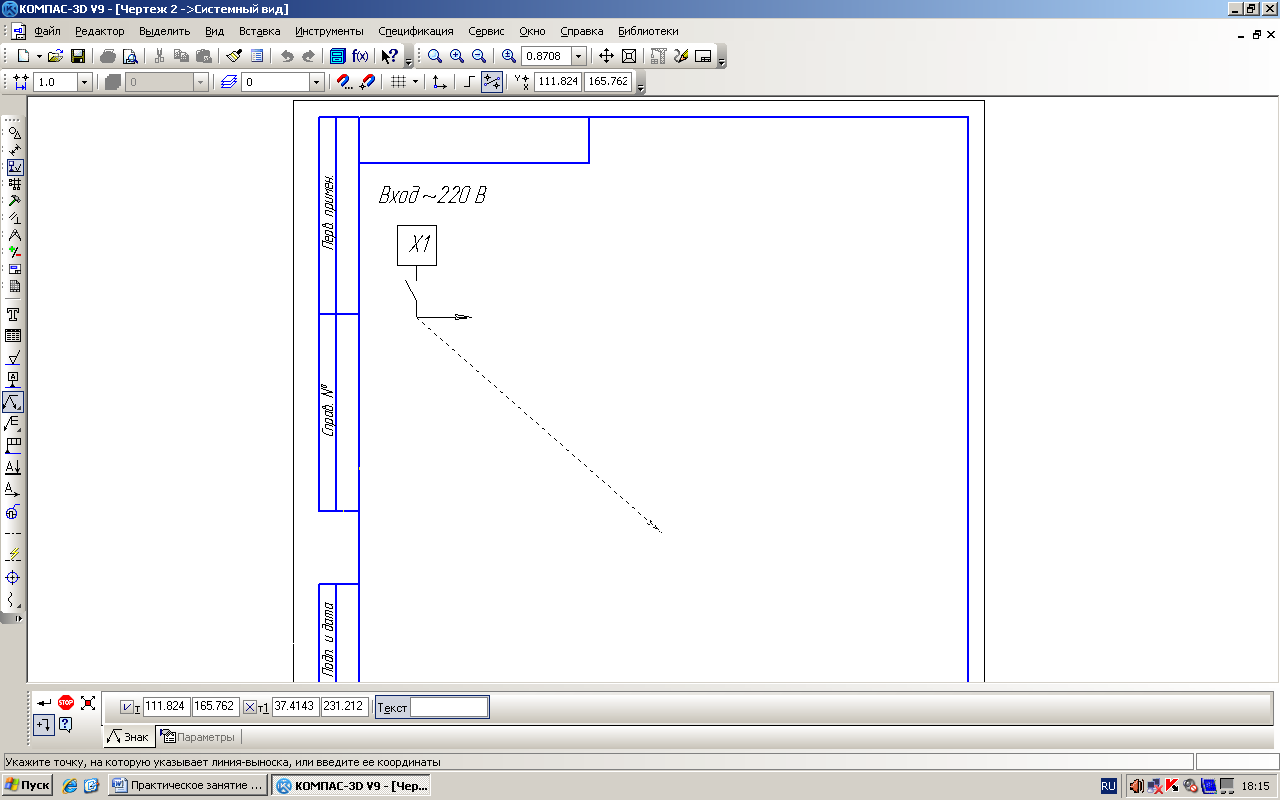 КОМПАС-3D V9 - [Чертеж 2 ->Системный вид]
Файл Редактор Выделить Вид Вставка Инструменты Спецификация Сервис Окно Справка Библиотеки
f(x) 0.8708
1.0 0 0 111.824 165.762
Перв. примен.
Вход ~220 В
X1
Справ. №
Подп. и дата
STOP т 111.824 165.762 т1 37.4143 231.212 Текст
Знак Параметры
Укажите точку, на которую указывает линия-выноска, или введите ее координаты
Пуск Практическое занятие ... КОМПАС-3D V9 - [Чер... RU 18:15